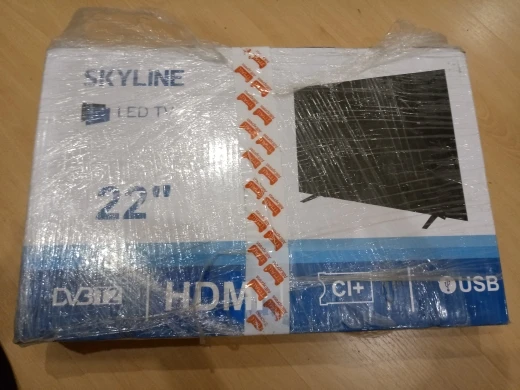 SKYLINE
LED TV
22"
DVB T2 HDMI CI+ USB